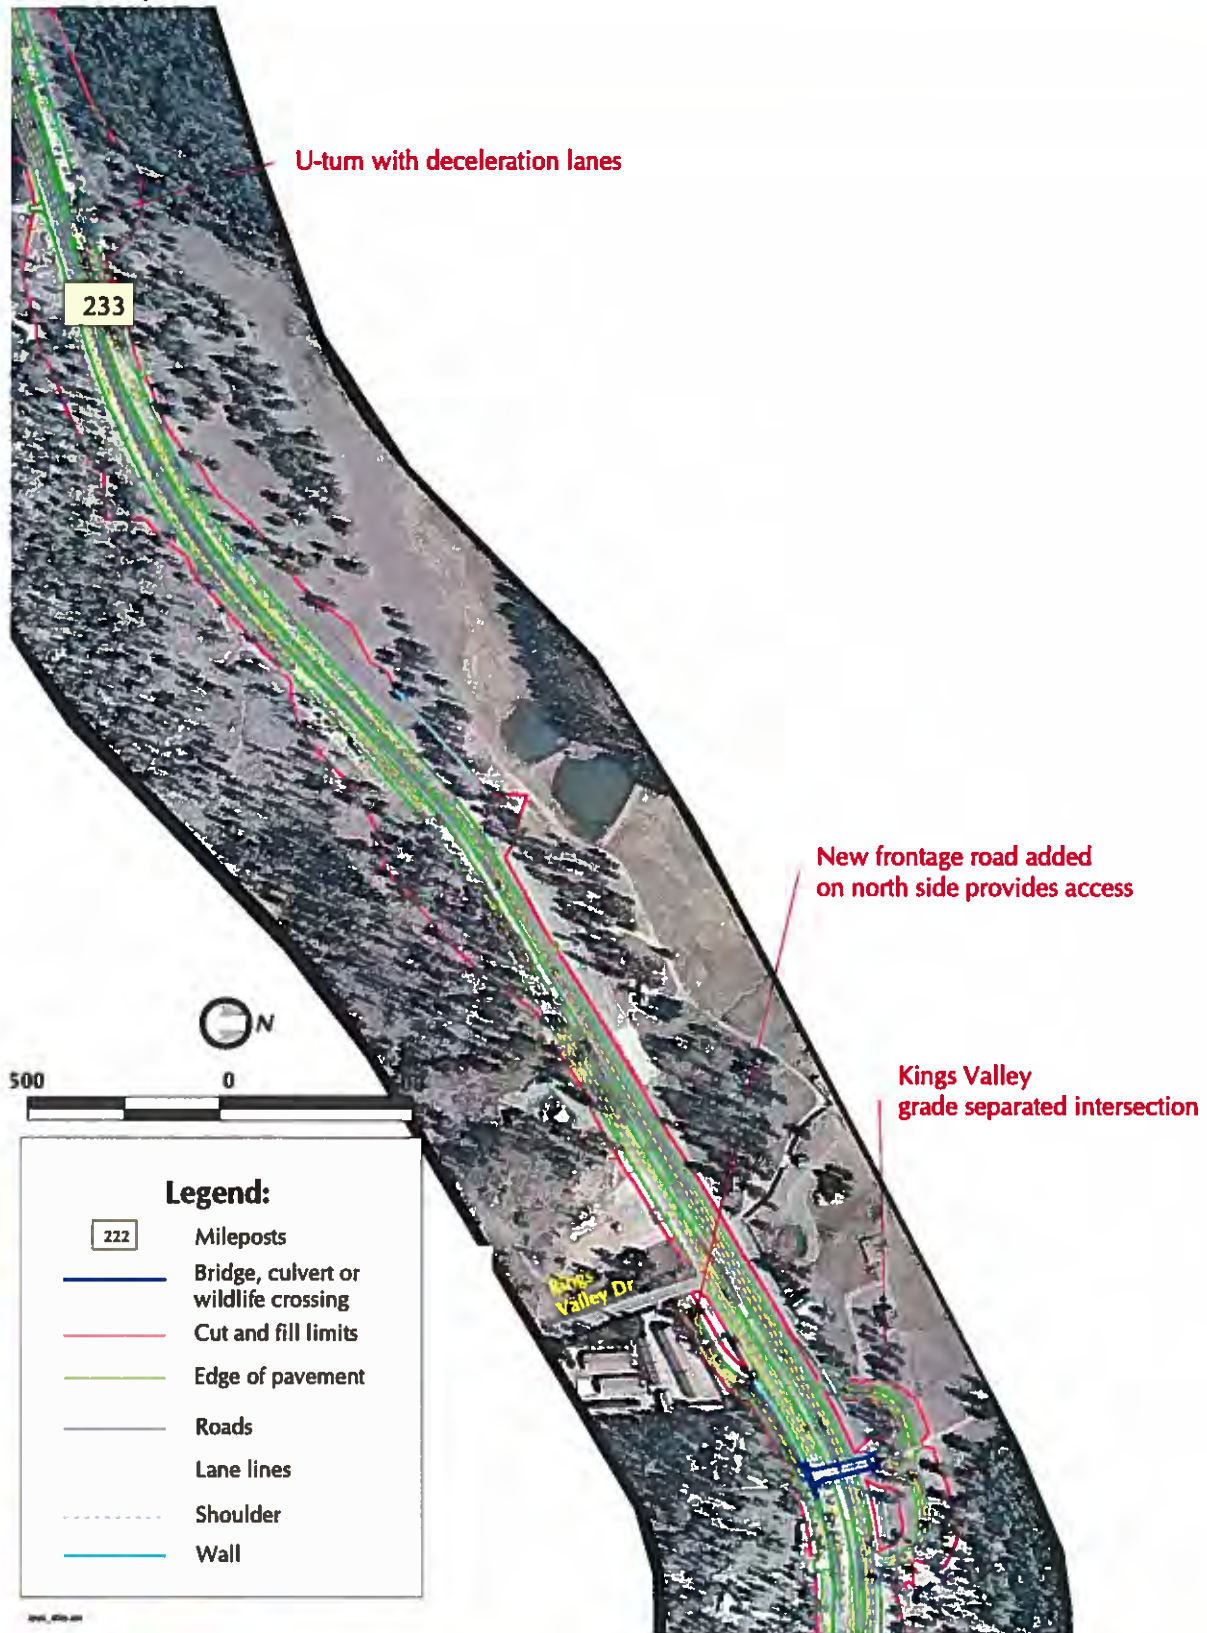 U-turn with deceleration lanes
233
New frontage road added
on north side provides access
N
500 0
Kings Valley
grade separated intersection
Kings
Valley Dr
Legend:
222 Mileposts
Bridge, culvert or
wildlife crossing
Cut and fill limits
Edge of pavement
Roads
Lane lines
Shoulder
Wall